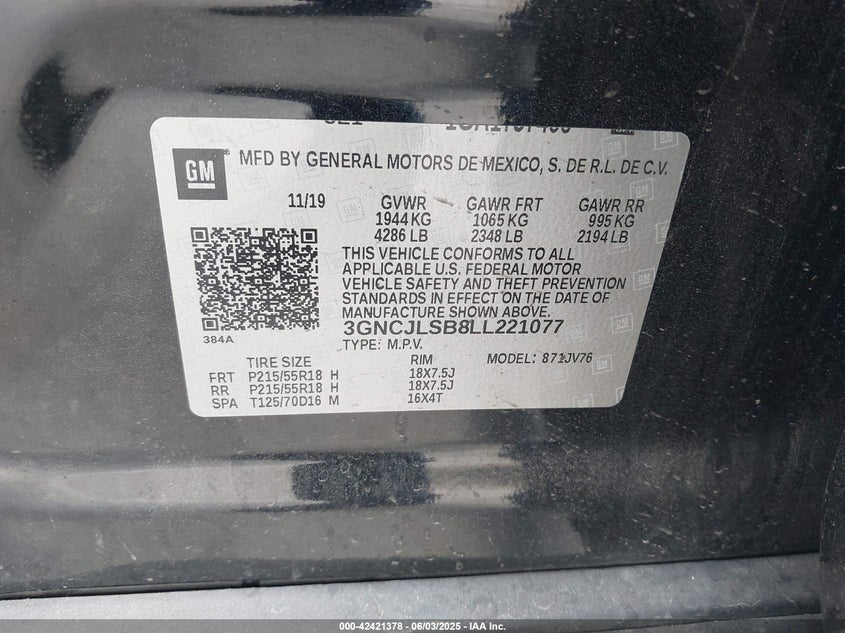 GM
MFD BY GENERAL MOTORS DE MEXICO, S. DE R.L. DE C.V.
11/19 GVWR GAWR FRT GAWR RR
1944 KG 1065 KG 995 KG
4286 LB 2348 LB 2194 LB
THIS VEHICLE CONFORMS TO ALL
APPLICABLE U.S. FEDERAL MOTOR
VEHICLE SAFETY AND THEFT PREVENTION
STANDARDS IN EFFECT ON THE DATE OF
MANUFACTURE SHOWN ABOVE.
384A
3GNCJLSB8LL221077
TYPE: M.P.V. MODEL: 871JV76
TIRE SIZE RIM
FRT P215/55R18 H 18X7.5J
RR P215/55R18 H 18X7.5J
SPA T125/70D16 M 16X4T
000-42421378 - 06/03/2025 - IAA Inc.